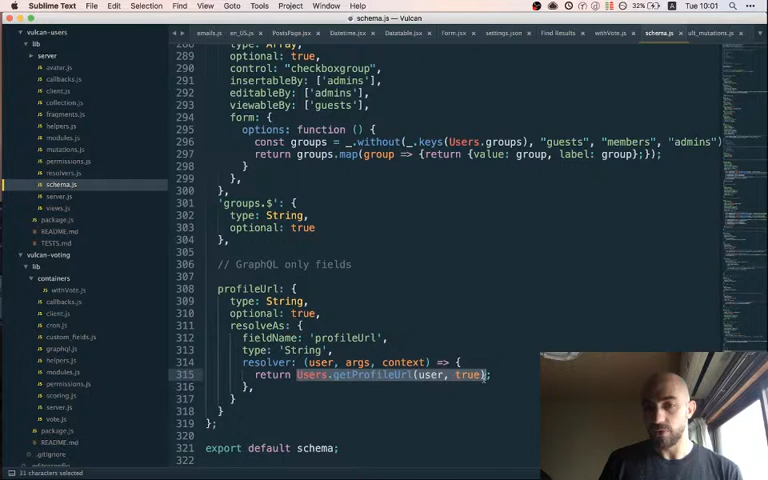 Sublime Text File Edit Selection Find View Goto Tools Project Window Help 32% Tue 10:01
schema.js — Vulcan
emails.js en_US.js PostsPage.jsx Datetime.jsx Datatable.jsx Form.jsx settings.json Find Results withVote.js schema.js ult_mutations.js
vulcan-users
lib
server
avatar.js
callbacks.js
client.js
collection.js
fragments.js
helpers.js
modules.js
mutations.js
permissions.js
resolvers.js
schema.js
server.js
views.js
package.js
README.md
TESTS.md
vulcan-voting
lib
containers
withVote.js
callbacks.js
client.js
cron.js
custom_fields.js
graphql.js
helpers.js
modules.js
permissions.js
scoring.js
server.js
vote.js
package.js
README.md
.editorconfig
288 type: Array,
289 optional: true,
290 control: "checkboxgroup",
291 insertableBy: ['admins'],
292 editableBy: ['admins'],
293 viewableBy: ['guests'],
294 form: {
295 options: function () {
296 const groups = _.without(_.keys(Users.groups), "guests", "members", "admins")
297 return groups.map(group => {return {value: group, label: group};});
298 }
299 },
300 },
301 'groups.$': {
302 type: String,
303 optional: true
304 },
305
306 // GraphQL only fields
307
308 profileUrl: {
309 type: String,
310 optional: true,
311 resolveAs: {
312 fieldName: 'profileUrl',
313 type: 'String',
314 resolver: (user, args, context) => {
315 return Users.getProfileUrl(user, true);
316 },
317 }
318 }
319 };
320
321 export default schema;
322
31 characters selected